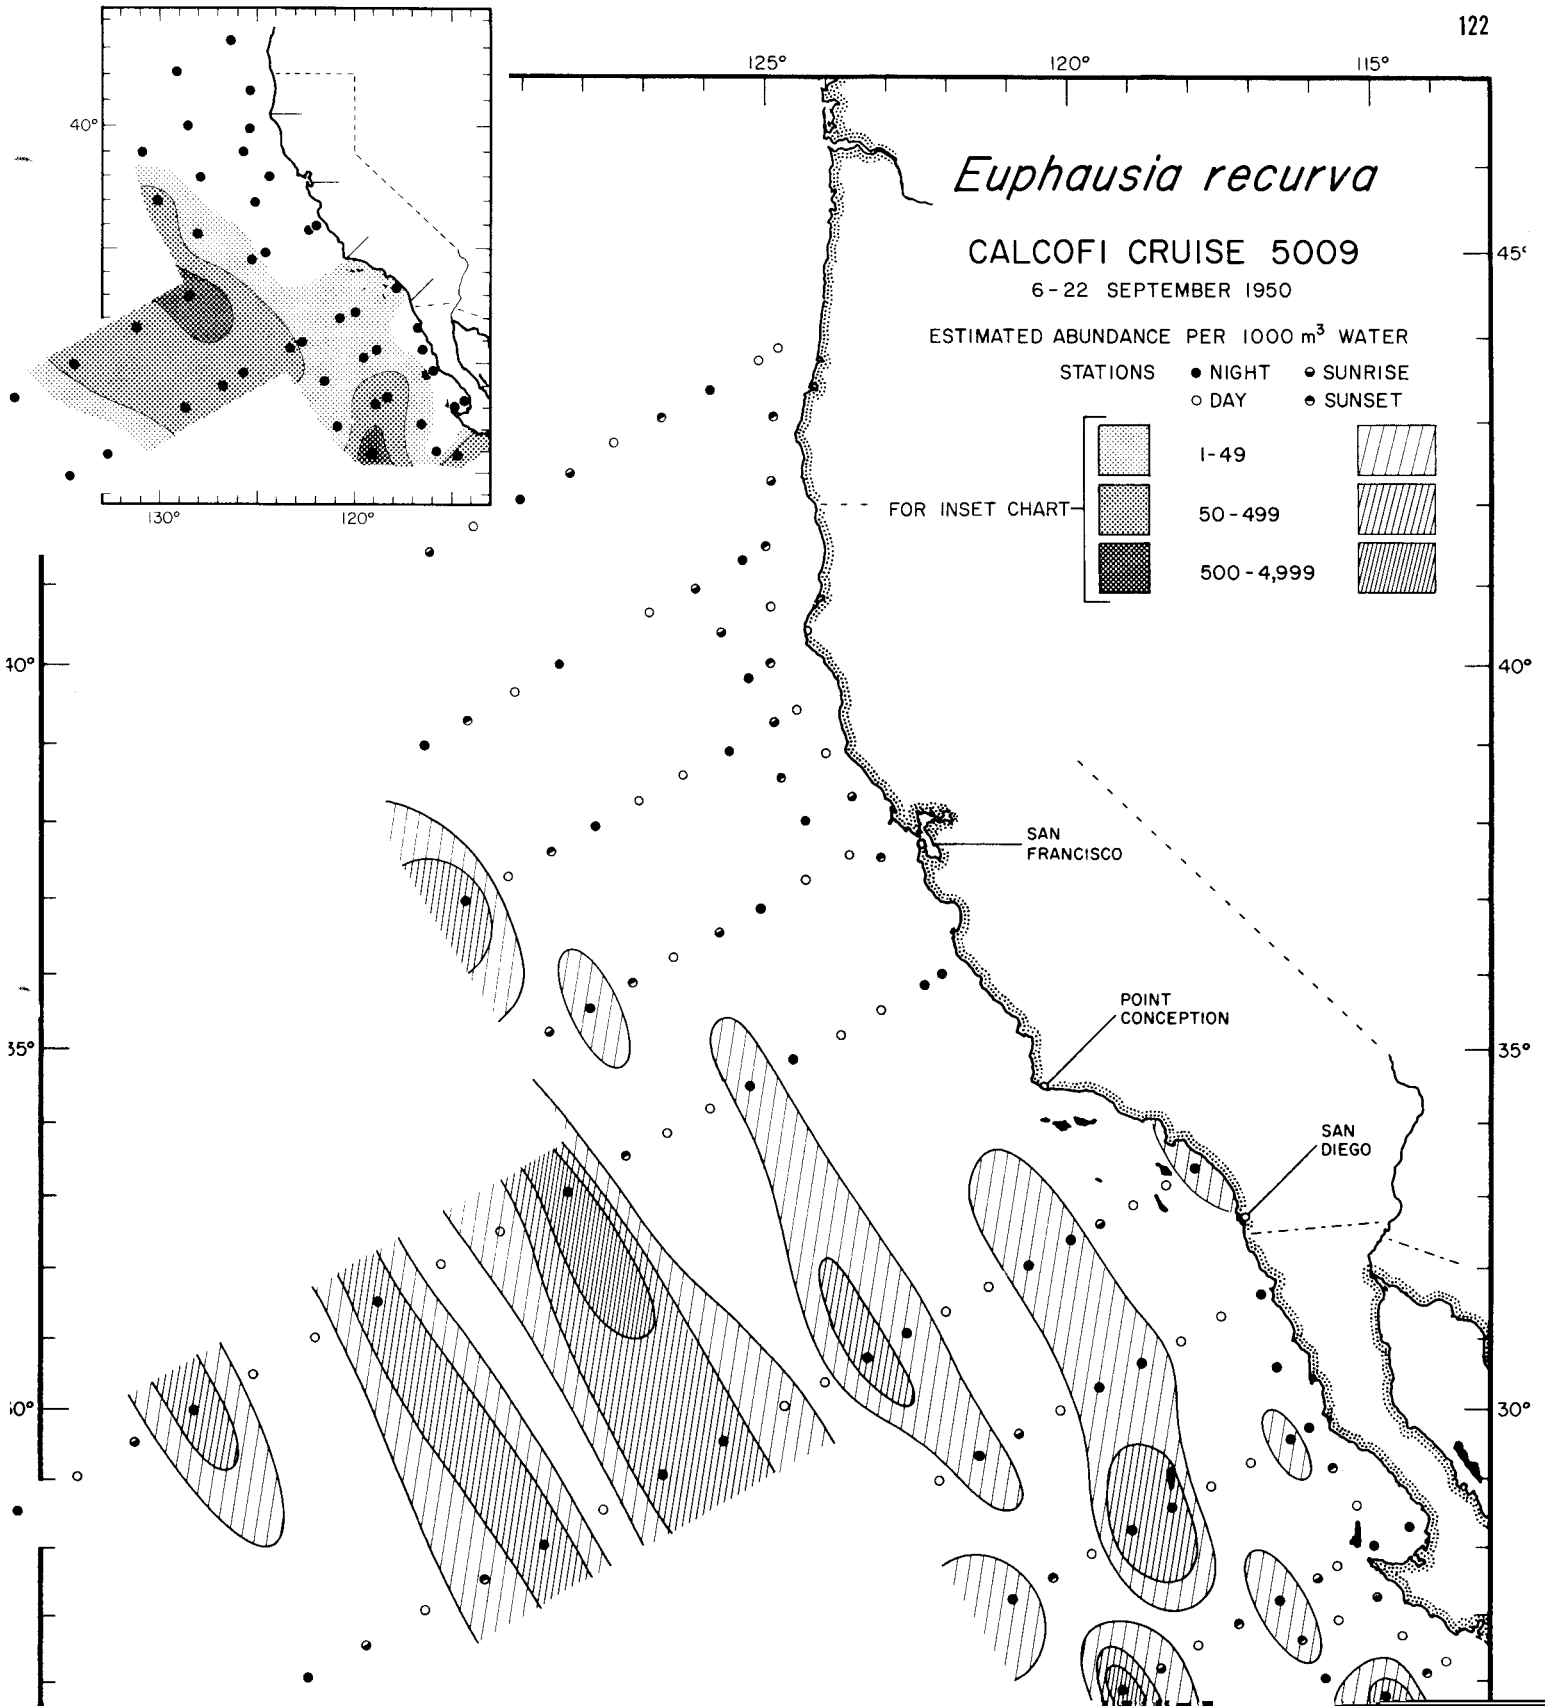 122
125° 120° 115°
40°
130° 120°
Euphausia recurva
CALCOFI CRUISE 5009
6-22 SEPTEMBER 1950
ESTIMATED ABUNDANCE PER 1000 m³ WATER
STATIONS ● NIGHT SUNRISE
○ DAY SUNSET
1-49
FOR INSET CHART 50-499
500-4,999
45°
40°
40°
SAN
FRANCISCO
POINT
CONCEPTION
35°
35°
SAN
DIEGO
30°
30°